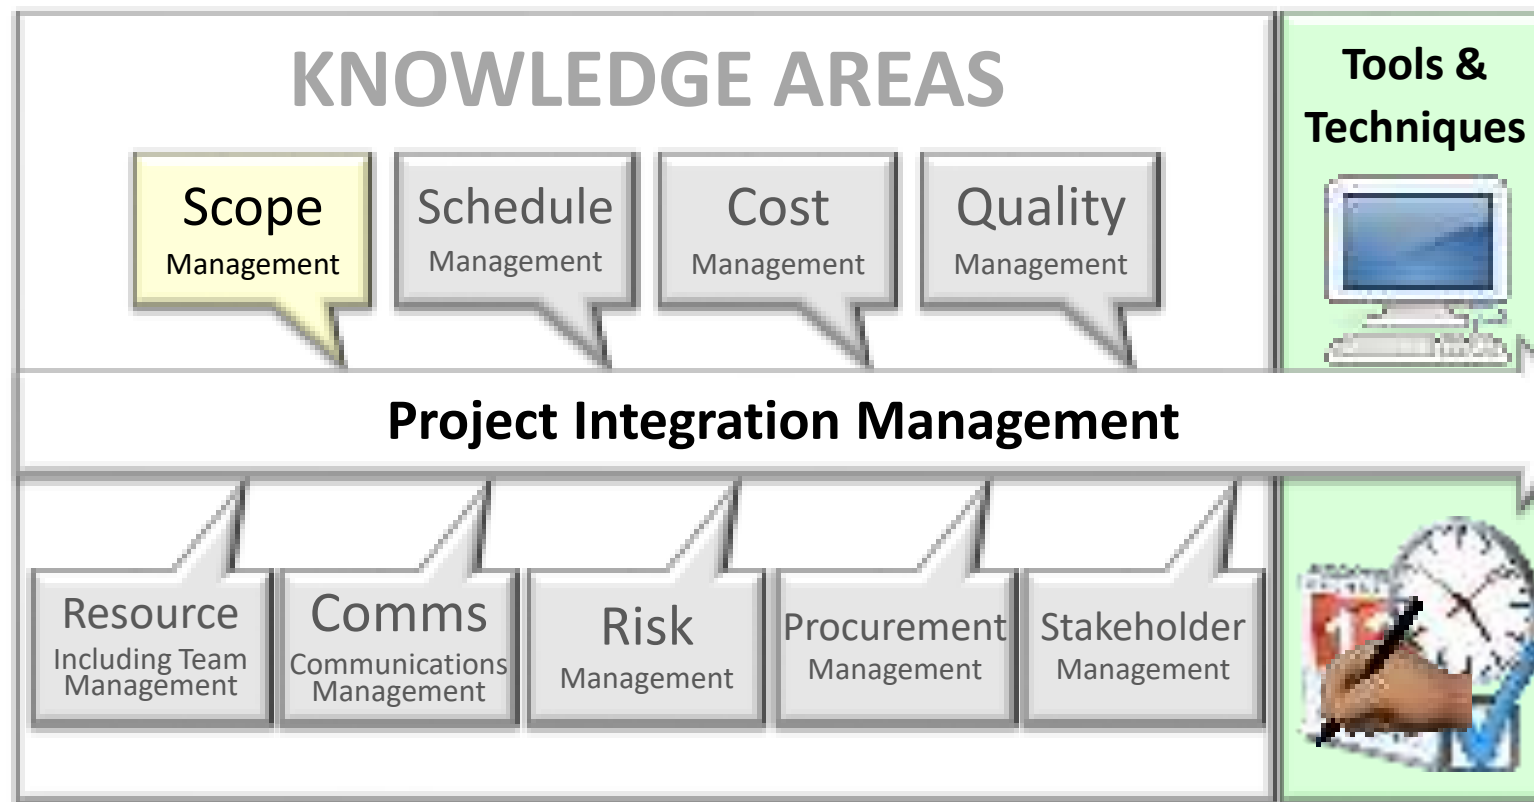 KNOWLEDGE AREAS
Tools &
Techniques
Scope
Management
Schedule
Management
Cost
Management
Quality
Management
Project Integration Management
Resource
Including Team
Management
Comms
Communications
Management
Risk
Management
Procurement
Management
Stakeholder
Management